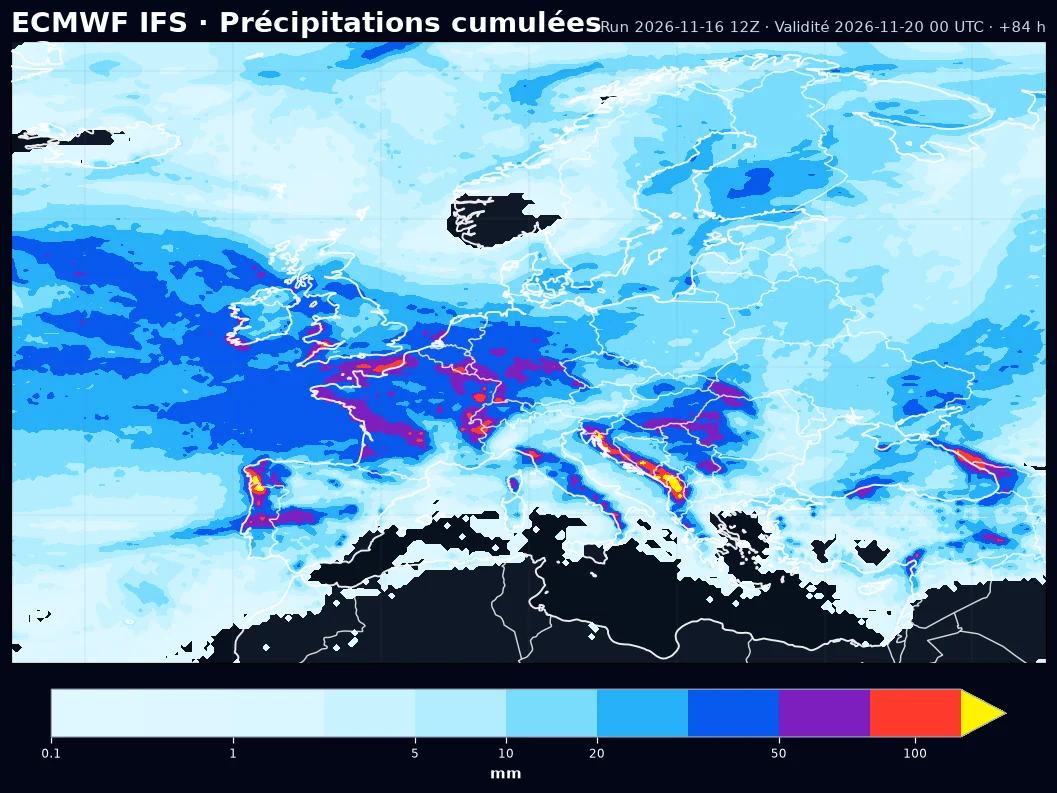 ECMWF IFS · Précipitations cumulées
Run 2026-11-16 12Z · Validité 2026-11-20 00 UTC · +84 h
0.1 1 5 10 20 50 100
mm